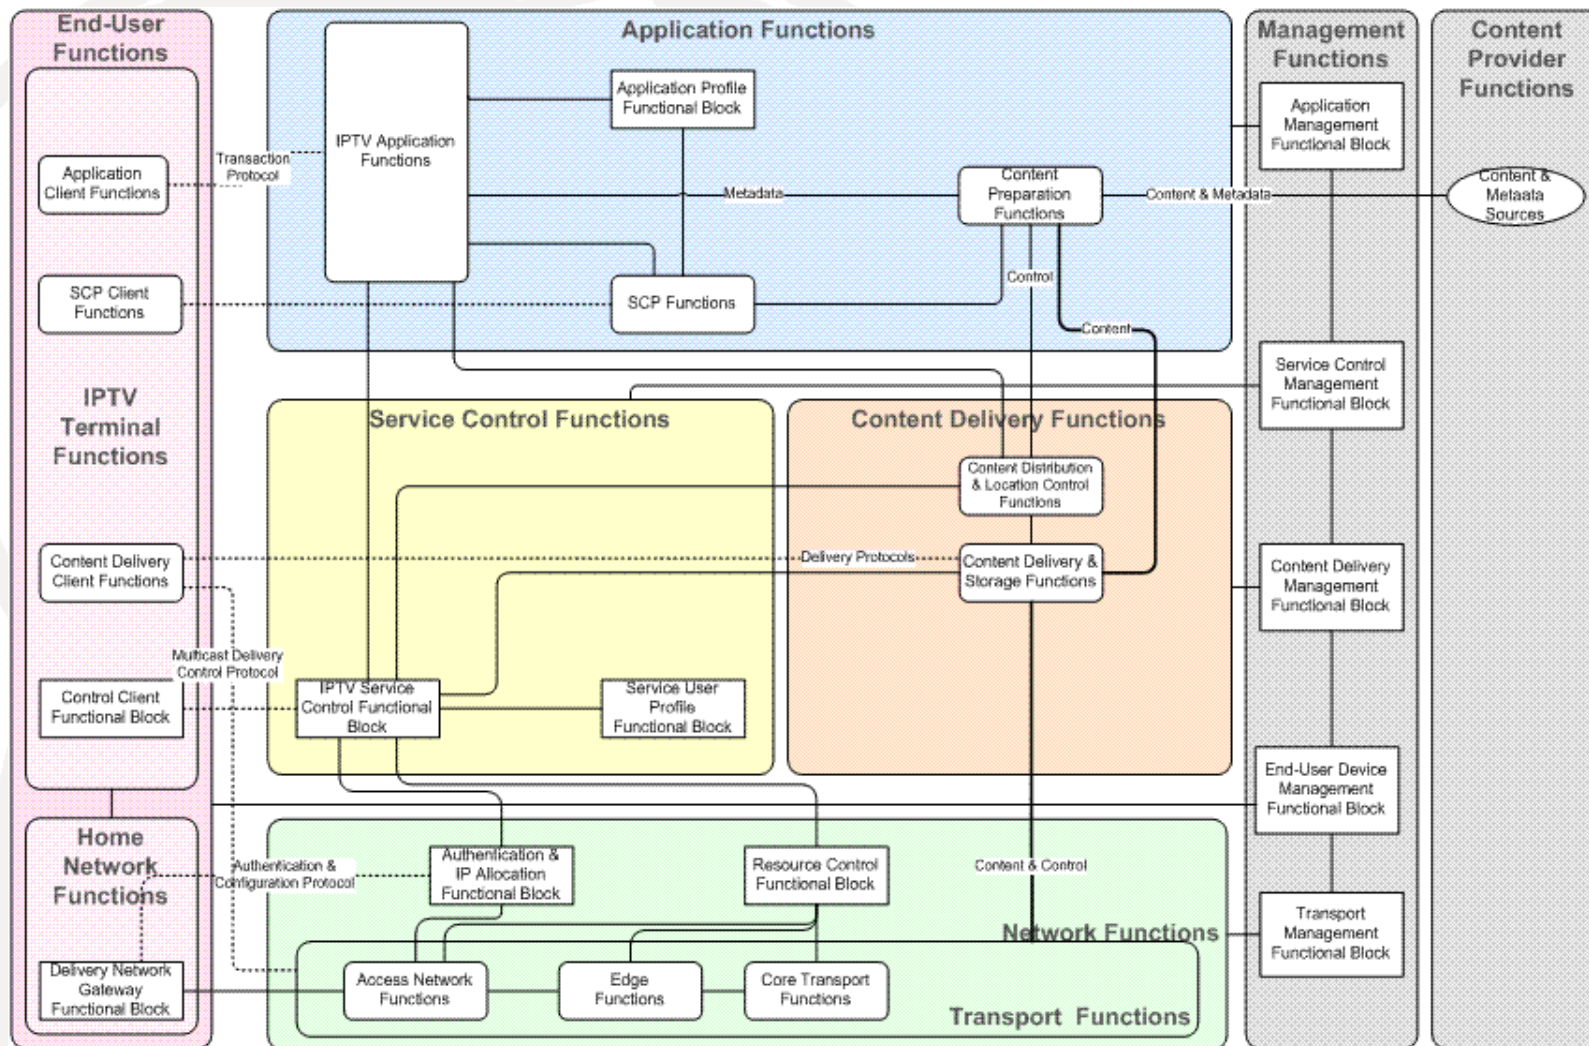 End-User
Functions
Application Functions
Management
Functions
Content
Provider
Functions
IPTV Application
Functions
Application Profile
Functional Block
Application
Management
Functional Block
Transaction
Protocol
Application
Client Functions
Metadata
Content
Preparation
Functions
Content & Metadata
Content &
Metaata
Sources
SCP Client
Functions
SCP Functions
Control
Content
IPTV
Terminal
Functions
Service Control Functions
Content Delivery Functions
Service Control
Management
Functional Block
Content Distribution
& Location Control
Functions
Content Delivery
Client Functions
Delivery Protocols
Content Delivery &
Storage Functions
Content Delivery
Management
Functional Block
Multicast Delivery
Control Protocol
Control Client
Functional Block
IPTV Service
Control Functional
Block
Service User
Profile
Functional Block
End-User Device
Management
Functional Block
Home
Network
Functions
Authentication &
Configuration Protocol
Authentication &
IP Allocation
Functional Block
Resource Control
Functional Block
Content & Control
Network Functions
Transport
Management
Functional Block
Delivery Network
Gateway
Functional Block
Access Network
Functions
Edge
Functions
Core Transport
Functions
Transport Functions